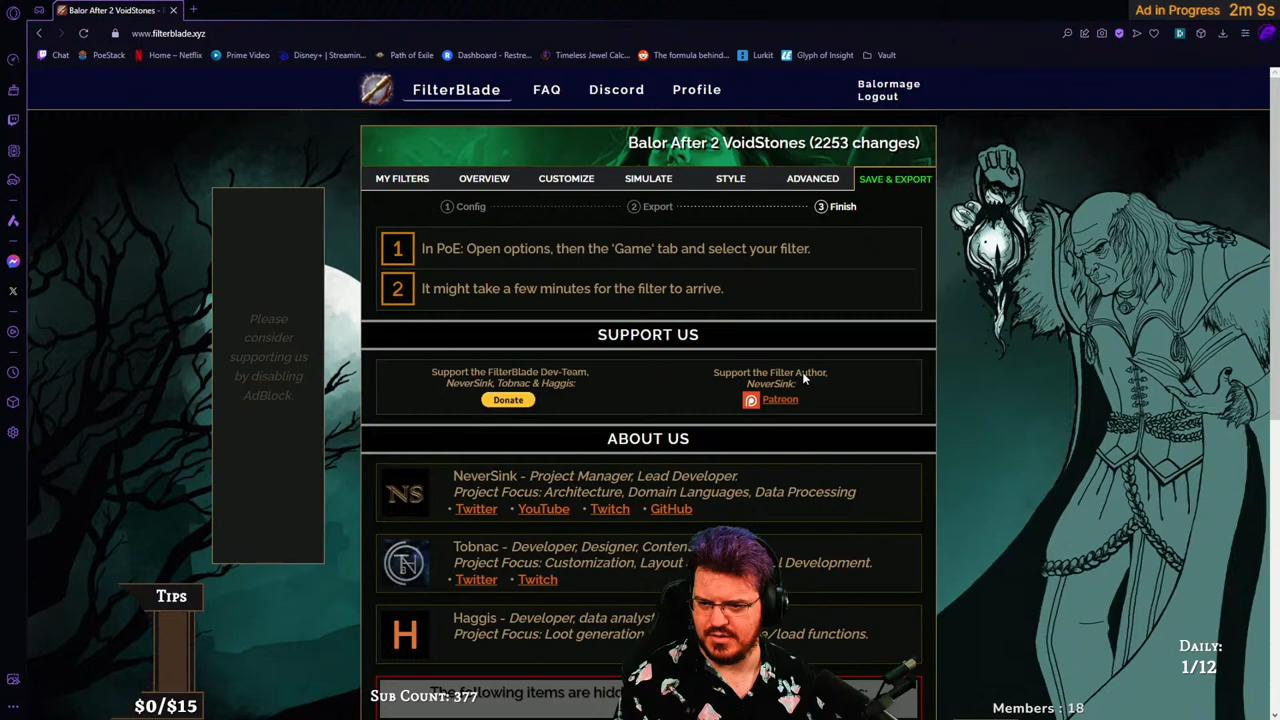 Balor After 2 VoidStones -
Ad in Progress 2m 9s
www.filterblade.xyz
Chat
PoeStack
Home – Netflix
Prime Video
Disney+ | Streamin...
Path of Exile
Dashboard - Restre...
Timeless Jewel Calc...
The formula behind...
Lurkit
Glyph of Insight
Vault
FilterBlade
FAQ
Discord
Profile
Balormage
Logout
Balor After 2 VoidStones (2253 changes)
MY FILTERS
OVERVIEW
CUSTOMIZE
SIMULATE
STYLE
ADVANCED
SAVE & EXPORT
1 Config
2 Export
3 Finish
1 In PoE: Open options, then the 'Game' tab and select your filter.
2 It might take a few minutes for the filter to arrive.
SUPPORT US
Support the FilterBlade Dev-Team,
NeverSink, Tobnac & Haggis:
Donate
Support the Filter Author,
NeverSink:
Patreon
Please
consider
supporting us
by disabling
AdBlock.
ABOUT US
NS
NeverSink - Project Manager, Lead Developer.
Project Focus: Architecture, Domain Languages, Data Processing
• Twitter • YouTube • Twitch • GitHub
Tobnac - Developer, Designer, Conten
Project Focus: Customization, Layout l Development.
• Twitter • Twitch
H
Haggis - Developer, data analyst
Project Focus: Loot generation /load functions.
The following items are hid
Tips
$0/$15
Sub Count: 377
Daily:
1/12
Members : 18